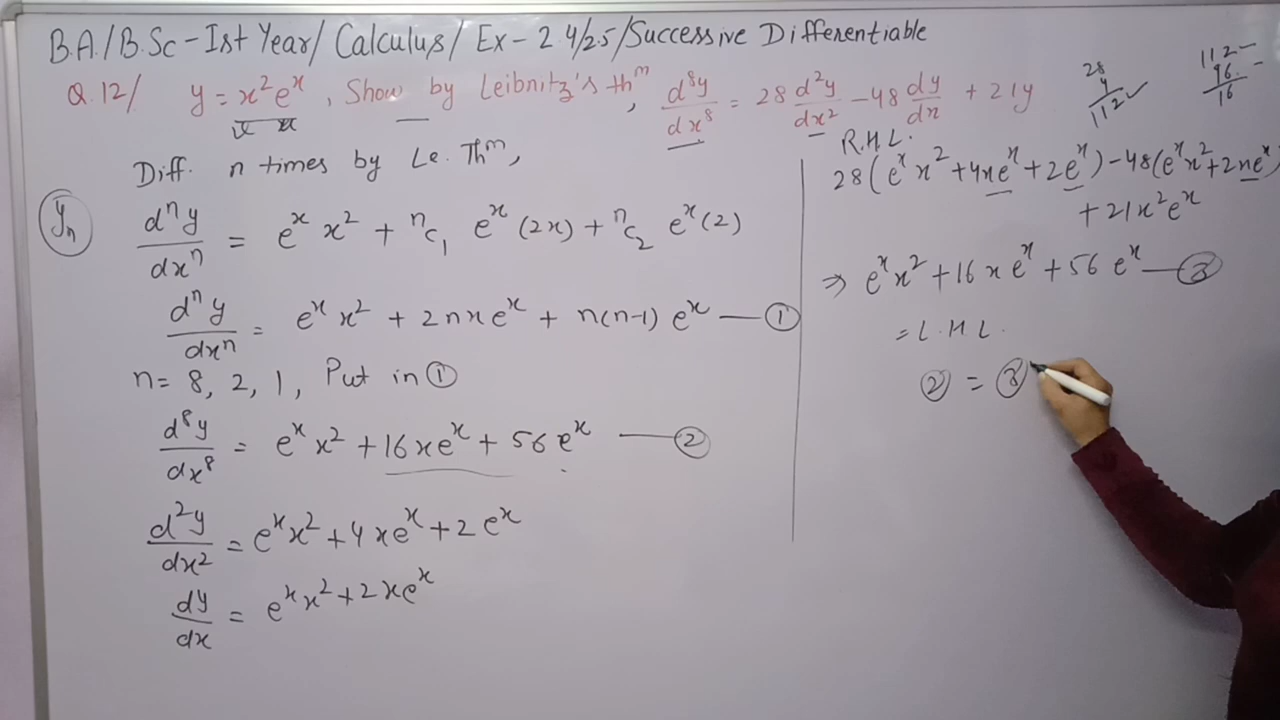 B.A./B.Sc-Ist Year/ Calculus/ Ex-2.4/2.5/Successive Differentiable
Q.12/ y = x²eˣ, Show by Leibnitz's thᵐ, d⁸y/dx⁸ = 28 d²y/dx² - 48 dy/dx + 21y
Diff. n times by Le. Thᵐ,
yₙ
dⁿy/dxⁿ = eˣ x² + ⁿc₁ eˣ (2x) + ⁿc₂ eˣ (2)
dⁿy/dxⁿ = eˣ x² + 2nxeˣ + n(n-1) eˣ — ①
n = 8, 2, 1, Put in ①
d⁸y/dx⁸ = eˣ x² + 16xeˣ + 56 eˣ — ②
d²y/dx² = eˣx² + 4xeˣ + 2eˣ
dy/dx = eˣx² + 2xeˣ
28
4
112 ✓
112
96
16
R.H.L.
28(eˣx² + 4xeˣ + 2eˣ) - 48(eˣx² + 2xeˣ)
+ 21x²eˣ
⇒ eˣx² + 16xeˣ + 56eˣ — ③
= L.H.L.
② = ③